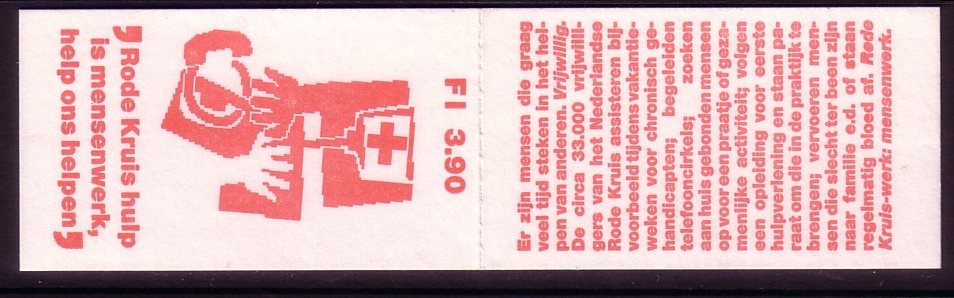 ❜ Rode Kruis hulp
is mensenwerk,
help ons helpen ❜
Fl 3.90
Er zijn mensen die graag
veel tijd steken in het hel-
pen van anderen. Vrijwillig.
De circa 33.000 vrijwilli-
gers van het Nederlandse
Rode Kruis assisteren bij-
voorbeeld tijdens vakantie-
weken voor chronisch ge-
handicapten; begeleiden
telefooncirkels; zoeken
aan huis gebonden mensen
op voor een praatje of geza-
menlijke activiteit; volgen
een opleiding voor eerste
hulpverlening en staan pa-
raat om die in de praktijk te
brengen; vervoeren men-
sen die slecht ter been zijn
naar familie e.d. of staan
regelmatig bloed af. Rode
Kruis-werk: mensenwerk.